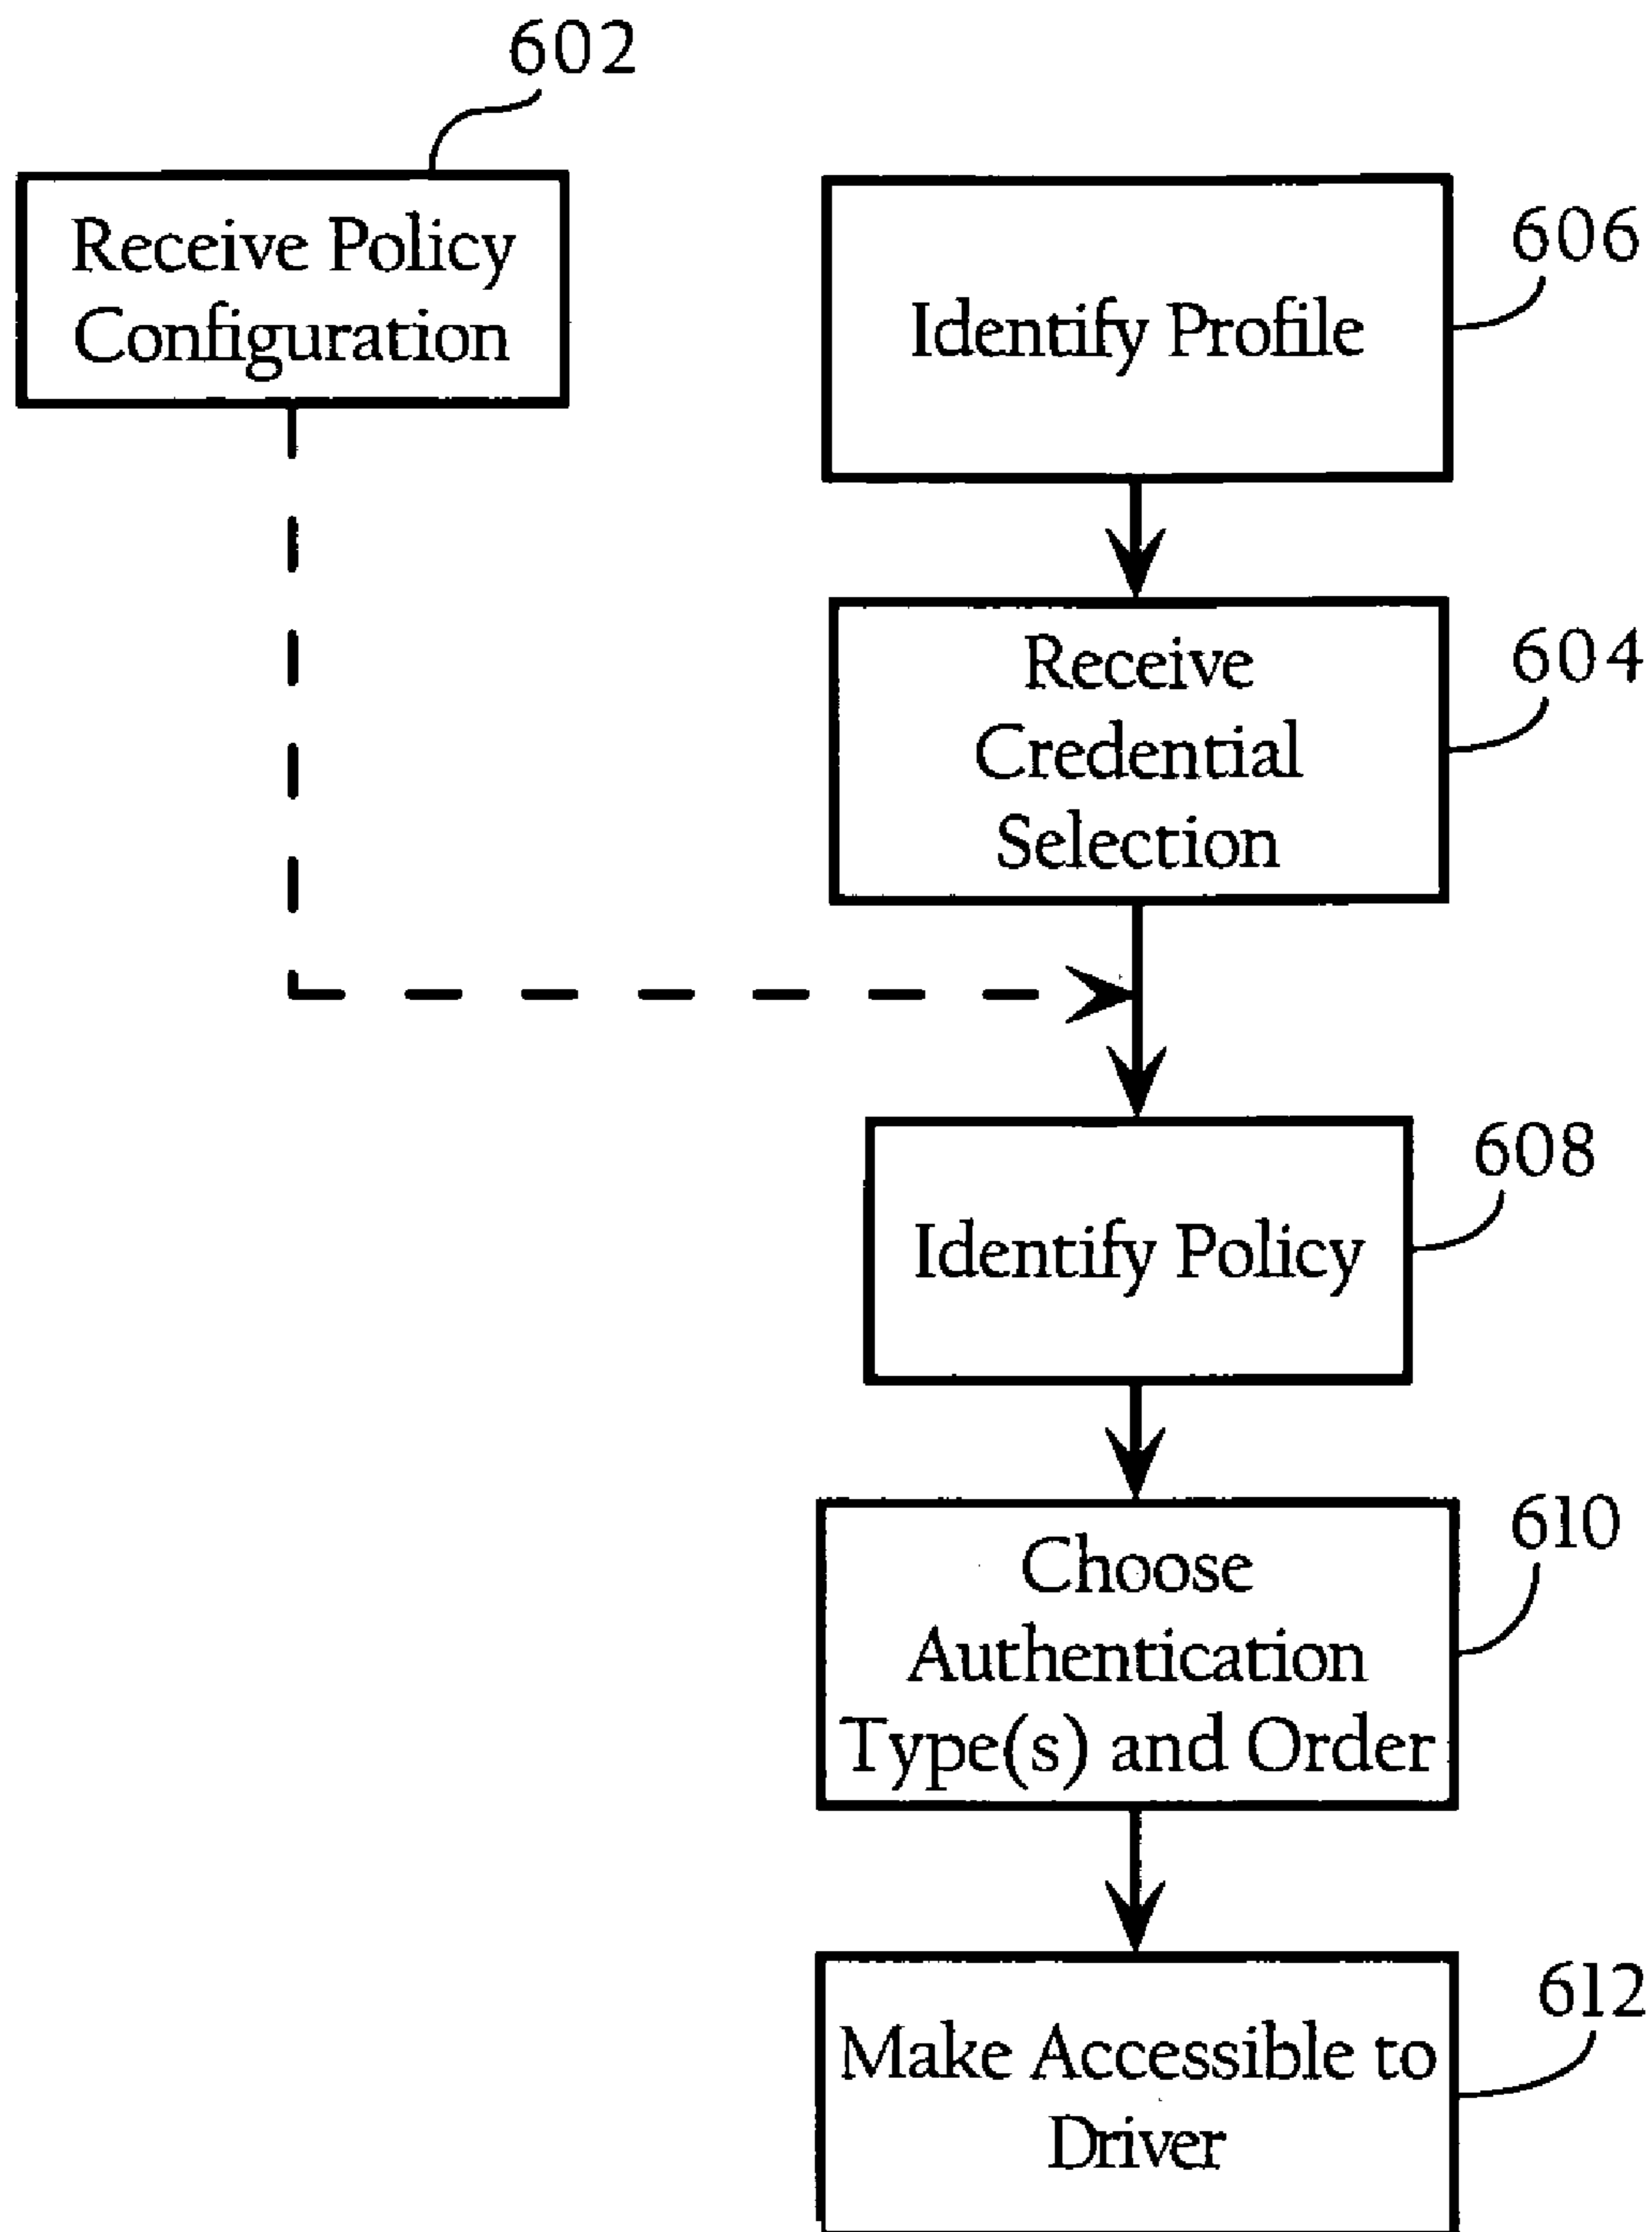 602
Receive Policy
Configuration
606
Identify Profile
604
Receive
Credential
Selection
608
Identify Policy
610
Choose
Authentication
Type(s) and Order
612
Make Accessible to
Driver